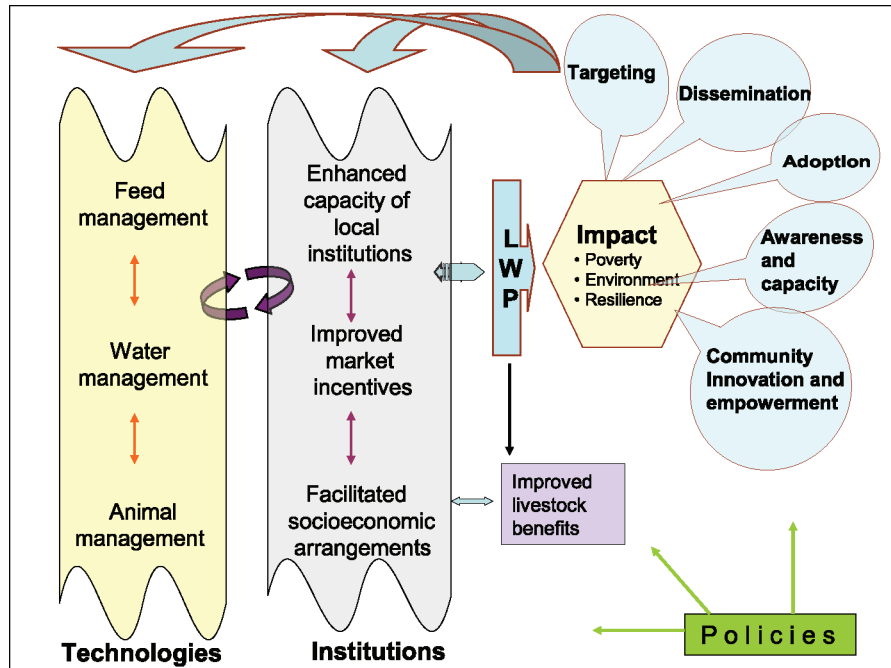 Feed
management
Water
management
Animal
management
Technologies
Enhanced
capacity of
local
institutions
Improved
market
incentives
Facilitated
socioeconomic
arrangements
Institutions
L
W
P
Improved
livestock
benefits
Impact
• Poverty
• Environment
• Resilience
Targeting
Dissemination
Adoption
Awareness
and
capacity
Community
Innovation and
empowerment
Policies